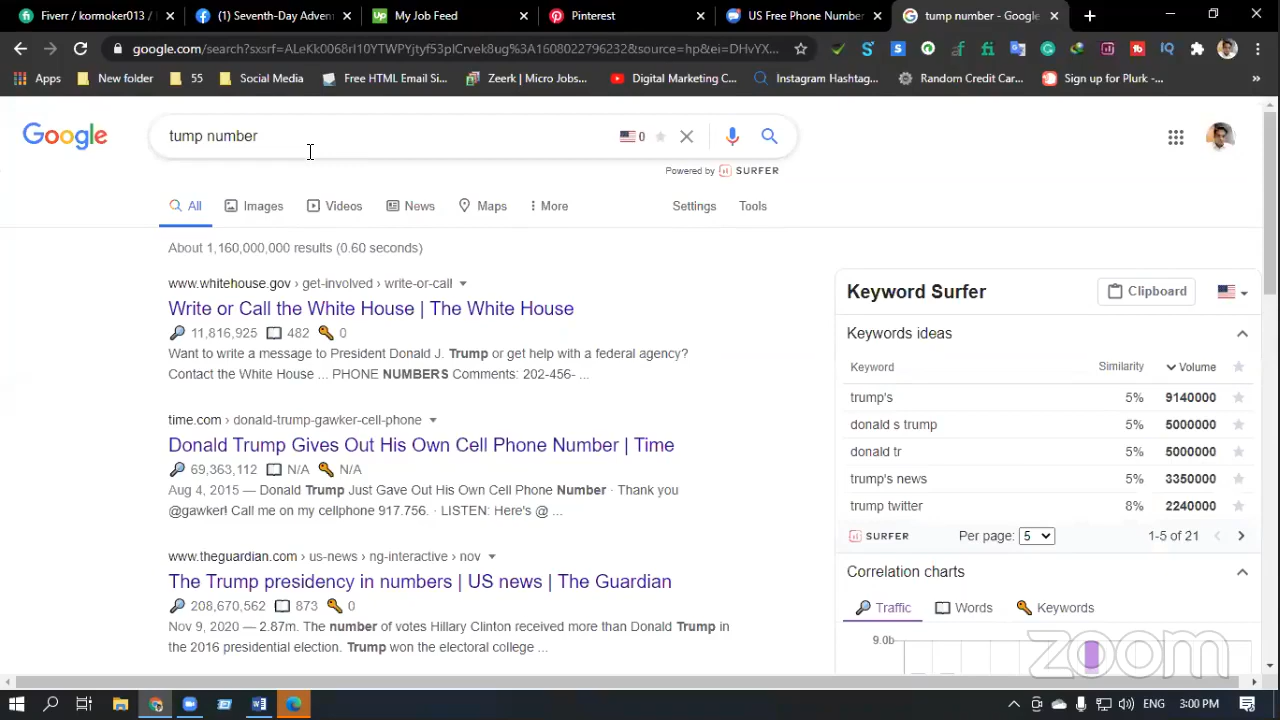 Fiverr / kormoker013 /
(1) Seventh-Day Adven
My Job Feed
Pinterest
US Free Phone Number
tump number - Google
google.com/search?sxsrf=ALeKk0068rI10YTWPYjtyf53plCrvek8ug%3A1608022796232&source=hp&ei=DHvYX...
Apps
New folder
55
Social Media
Free HTML Email Si...
Zeerk | Micro Jobs...
Digital Marketing C...
Instagram Hashtag...
Random Credit Car...
Sign up for Plurk -...
Google
tump number
0
Powered by SURFER
All
Images
Videos
News
Maps
More
Settings
Tools
About 1,160,000,000 results (0.60 seconds)
www.whitehouse.gov › get-involved › write-or-call
Write or Call the White House | The White House
11,816,925 482 0
Want to write a message to President Donald J. Trump or get help with a federal agency?
Contact the White House ... PHONE NUMBERS Comments: 202-456- ...
time.com › donald-trump-gawker-cell-phone
Donald Trump Gives Out His Own Cell Phone Number | Time
69,363,112 N/A N/A
Aug 4, 2015 — Donald Trump Just Gave Out His Own Cell Phone Number · Thank you
@gawker! Call me on my cellphone 917.756. · LISTEN: Here's @ ...
www.theguardian.com › us-news › ng-interactive › nov
The Trump presidency in numbers | US news | The Guardian
208,670,562 873 0
Nov 9, 2020 — 2.87m. The number of votes Hillary Clinton received more than Donald Trump in
the 2016 presidential election. Trump won the electoral college ...
Keyword Surfer
Clipboard
Keywords ideas
Keyword Similarity Volume
trump's 5% 9140000
donald s trump 5% 5000000
donald tr 5% 5000000
trump's news 5% 3350000
trump twitter 8% 2240000
SURFER Per page: 5 1-5 of 21
Correlation charts
Traffic Words Keywords
9.0b
zoom
ENG 3:00 PM